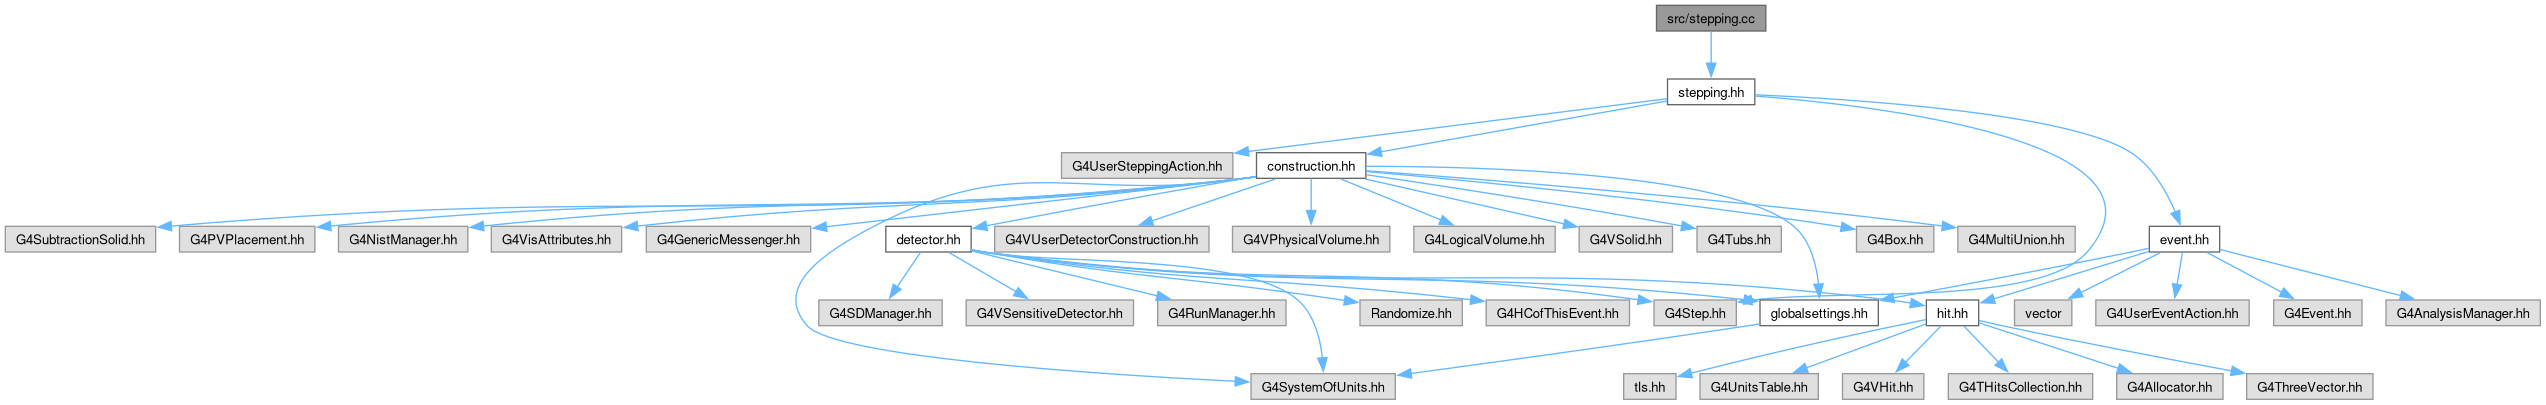 src/stepping.cc
stepping.hh
G4UserSteppingAction.hh
construction.hh
G4SubtractionSolid.hh
G4PVPlacement.hh
G4NistManager.hh
G4VisAttributes.hh
G4GenericMessenger.hh
detector.hh
G4VUserDetectorConstruction.hh
G4VPhysicalVolume.hh
G4LogicalVolume.hh
G4VSolid.hh
G4Tubs.hh
G4Box.hh
G4MultiUnion.hh
event.hh
G4SDManager.hh
G4VSensitiveDetector.hh
G4RunManager.hh
Randomize.hh
G4HCofThisEvent.hh
G4Step.hh
globalsettings.hh
hit.hh
vector
G4UserEventAction.hh
G4Event.hh
G4AnalysisManager.hh
G4SystemOfUnits.hh
tls.hh
G4UnitsTable.hh
G4VHit.hh
G4THitsCollection.hh
G4Allocator.hh
G4ThreeVector.hh